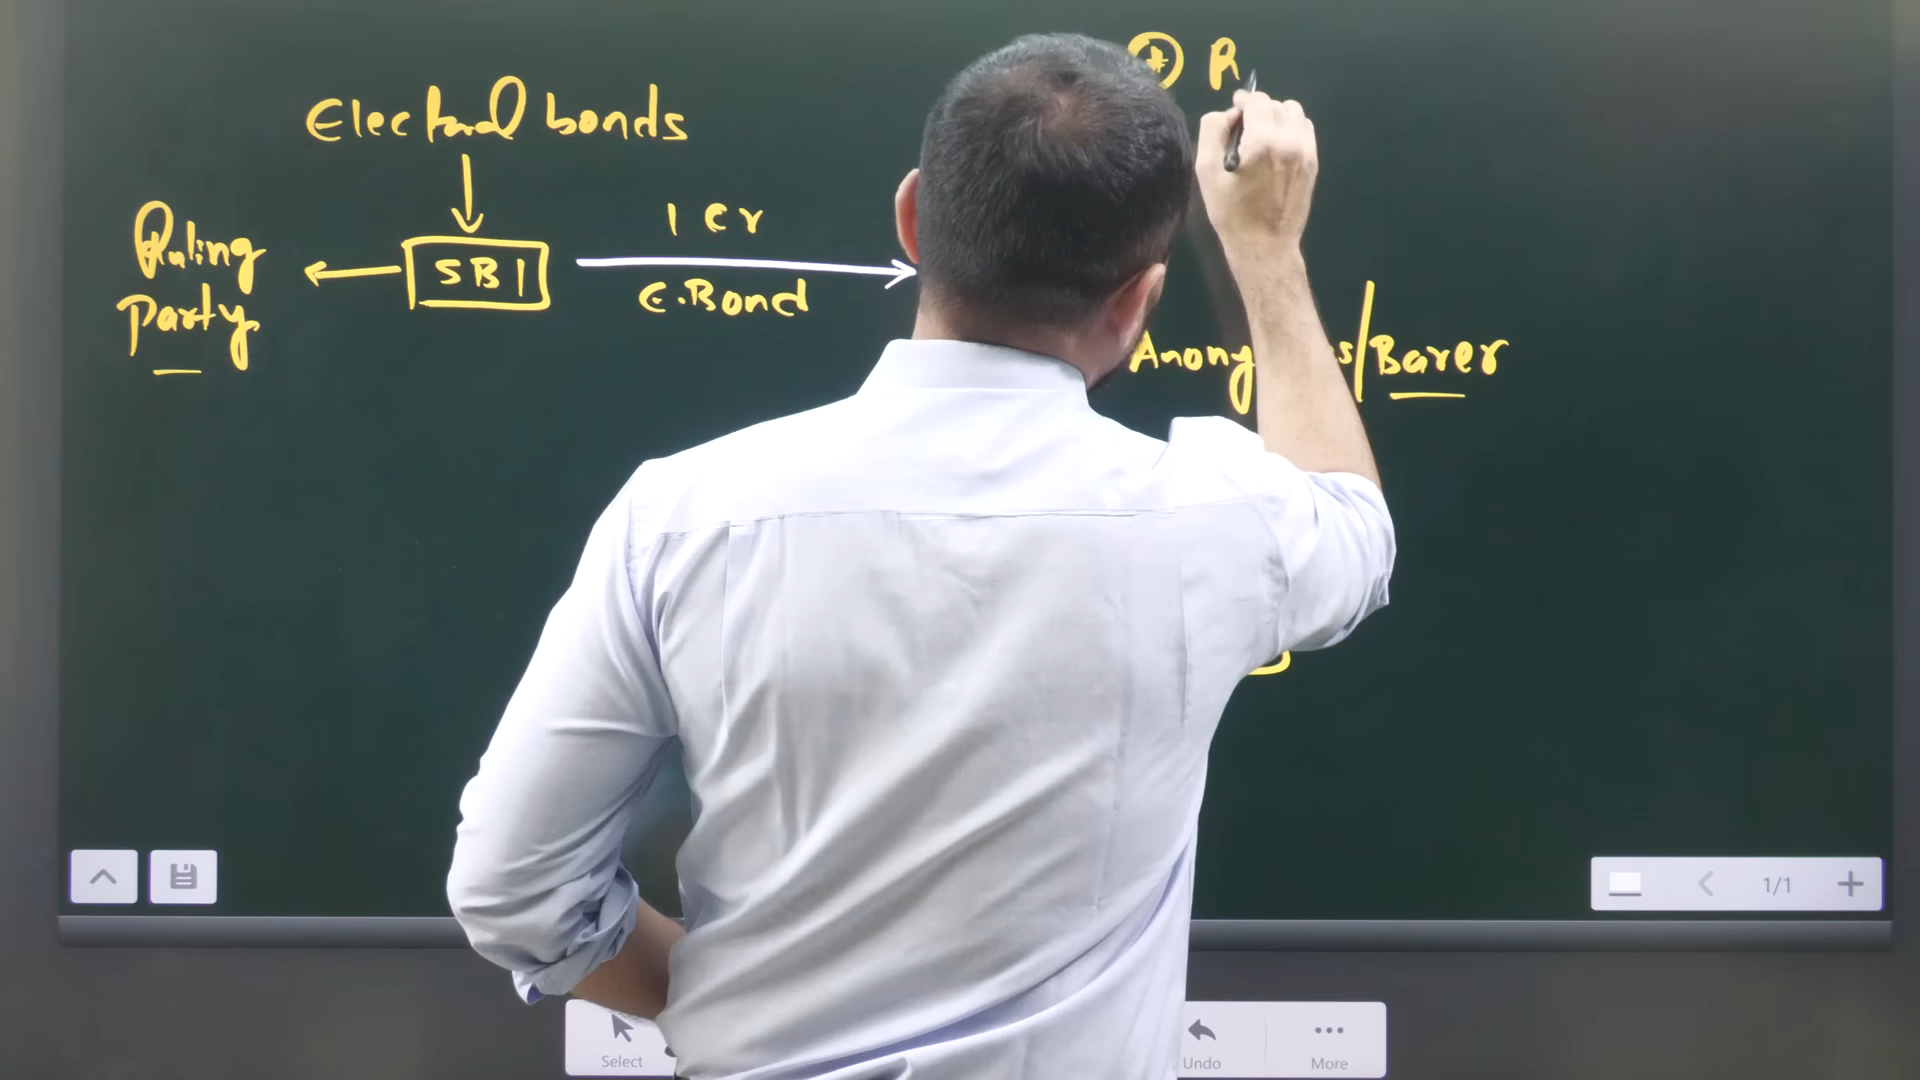 # R
Electoral bonds
1 Cr
Ruling
Party
SBI
E.Bond
/Barer
1/1
Select
Undo
More